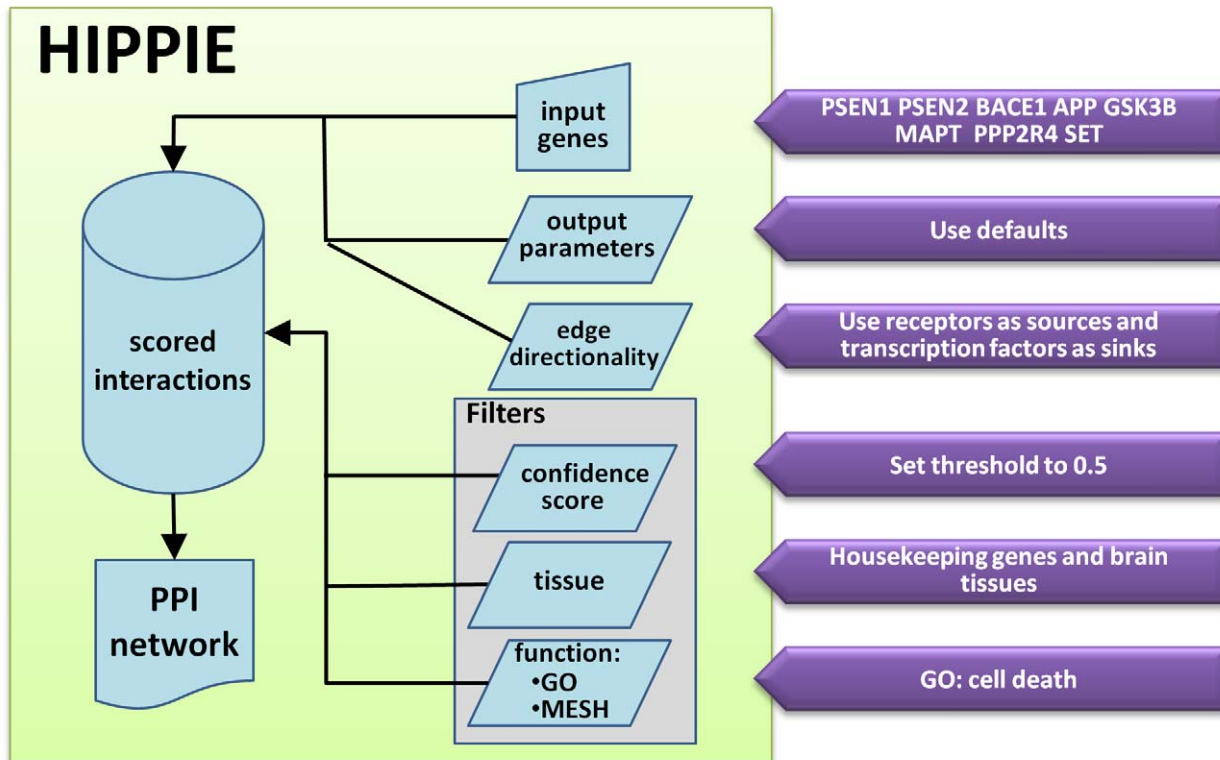 HIPPIE
input
genes
PSEN1 PSEN2 BACE1 APP GSK3B
MAPT PPP2R4 SET
output
parameters
Use defaults
edge
directionality
Use receptors as sources and
transcription factors as sinks
scored
interactions
Filters
confidence
score
Set threshold to 0.5
tissue
Housekeeping genes and brain
tissues
PPI
network
function:
•GO
•MESH
GO: cell death